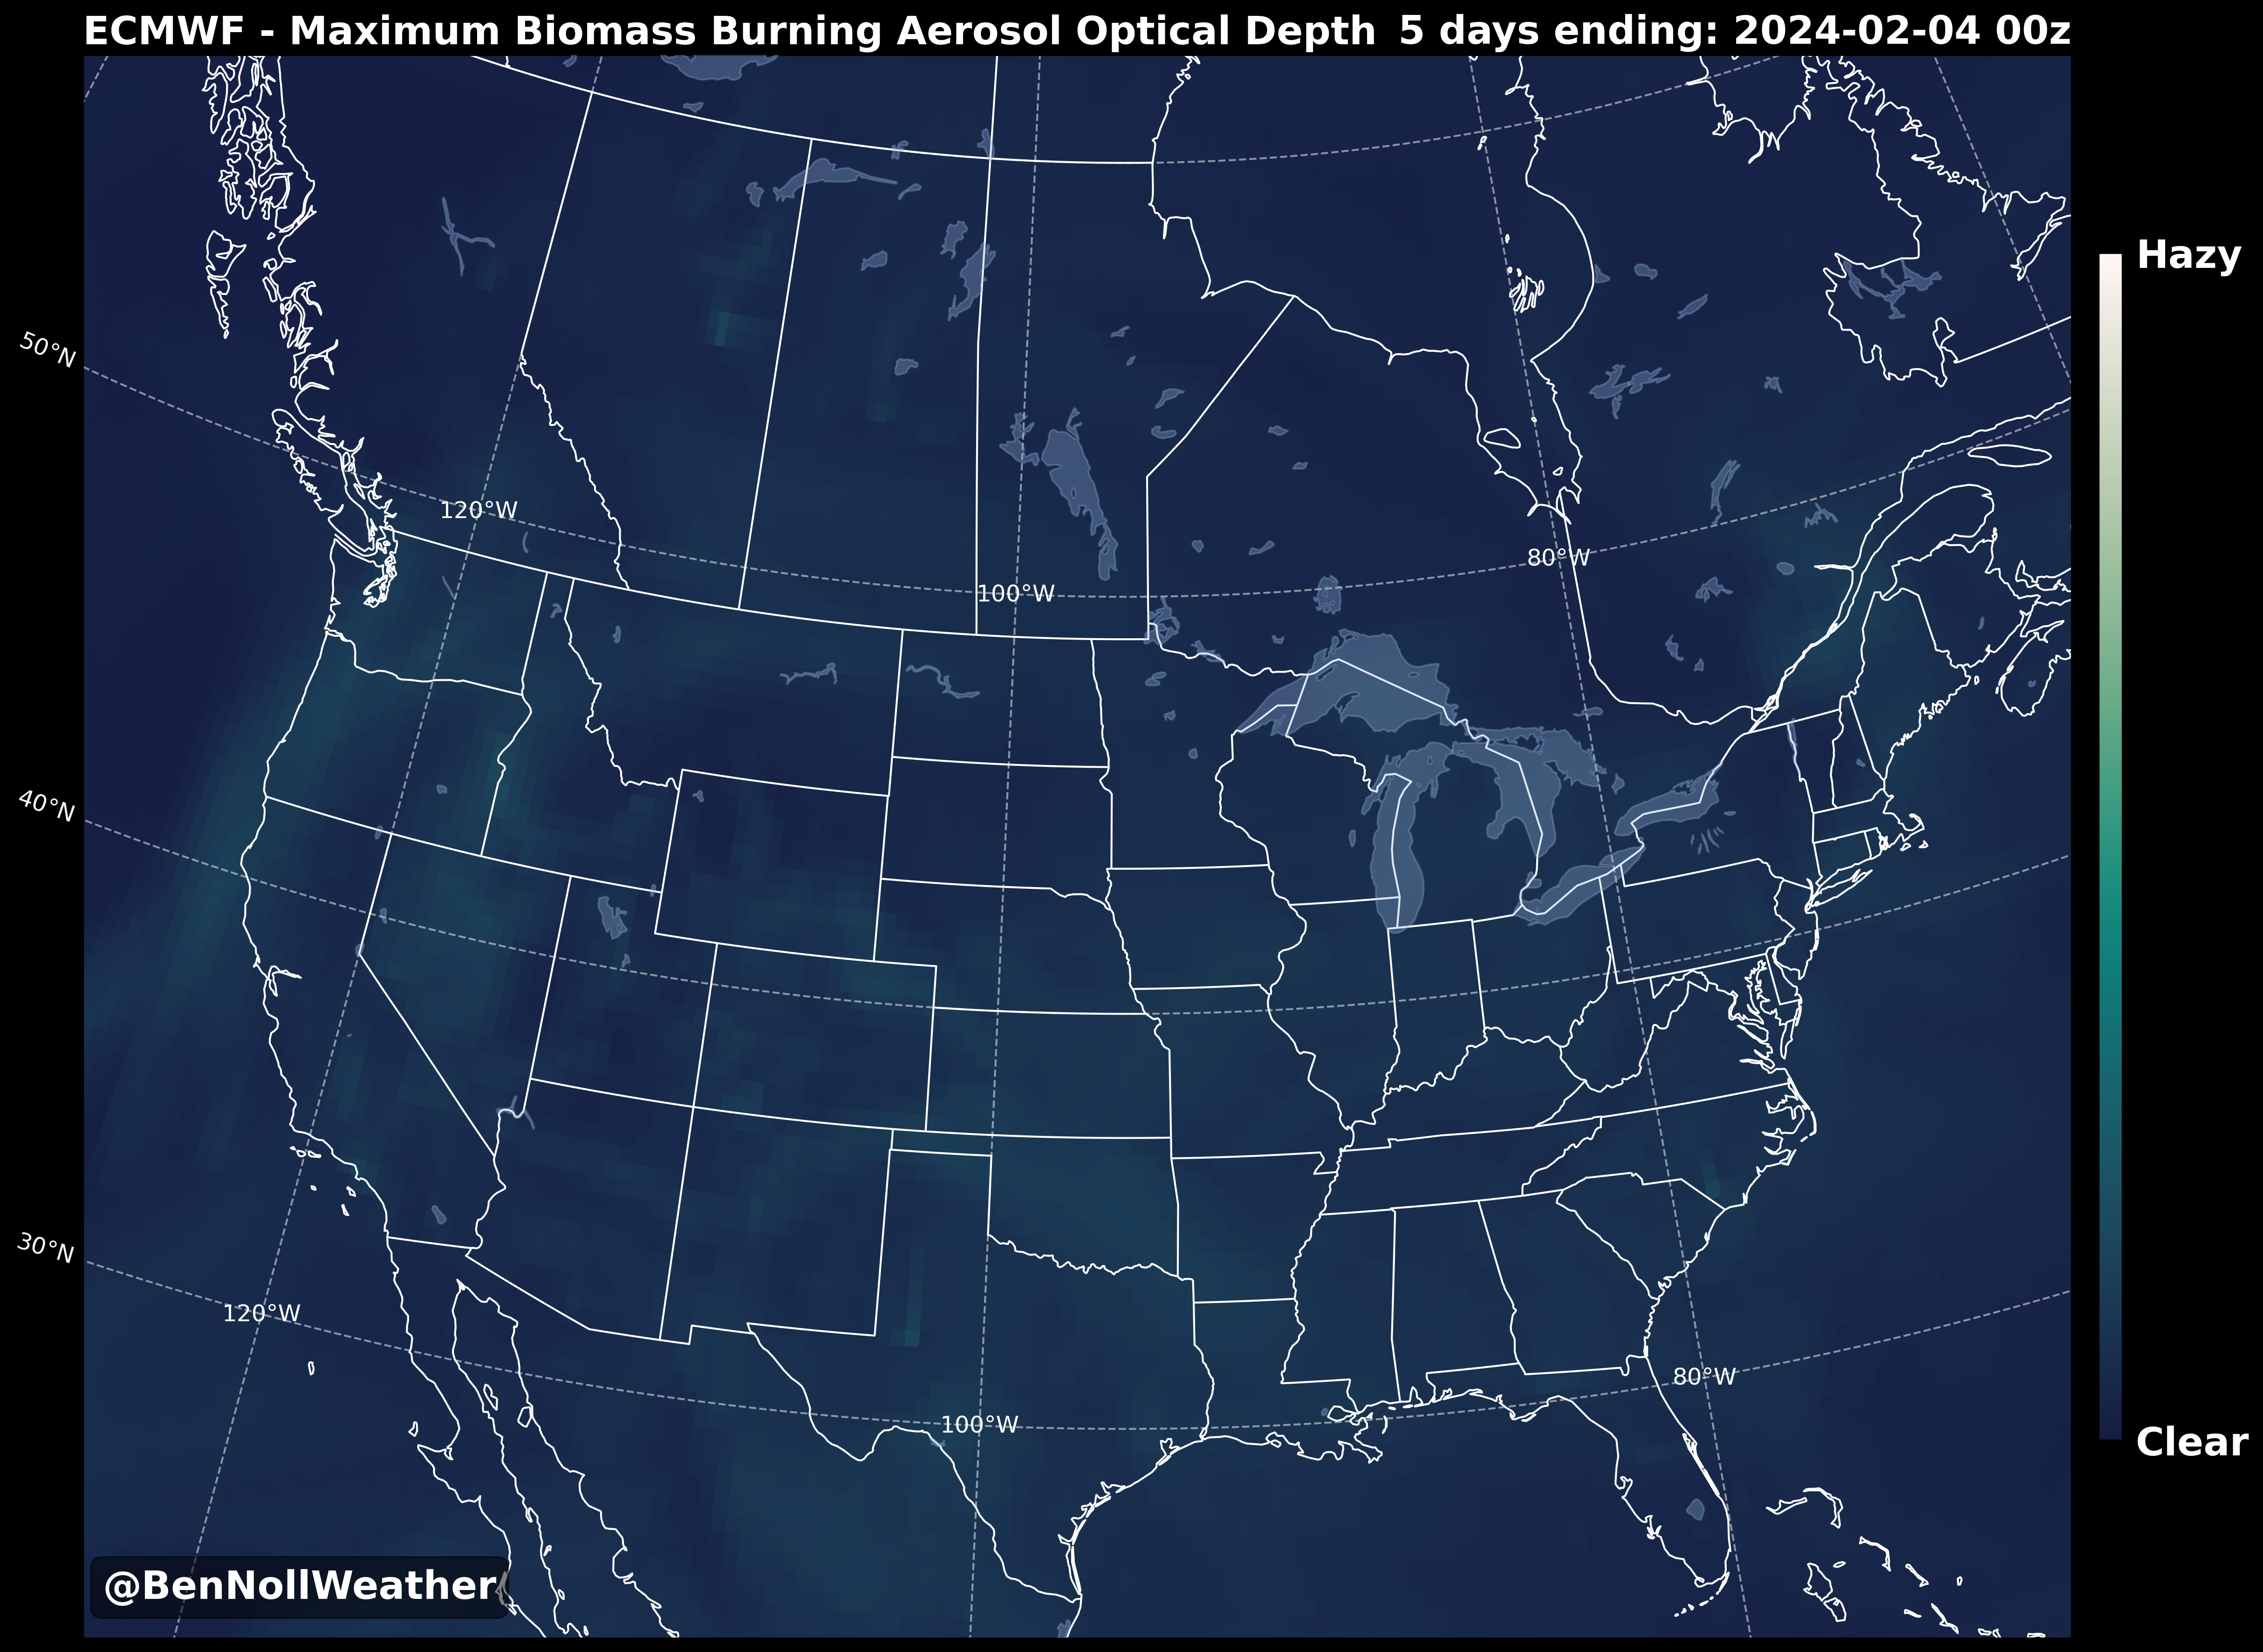 ECMWF - Maximum Biomass Burning Aerosol Optical Depth 5 days ending: 2024-02-04 00z
Hazy
50°N
120°W
80°W
100°W
40°N
30°N
120°W
80°W
100°W
Clear
@BenNollWeather